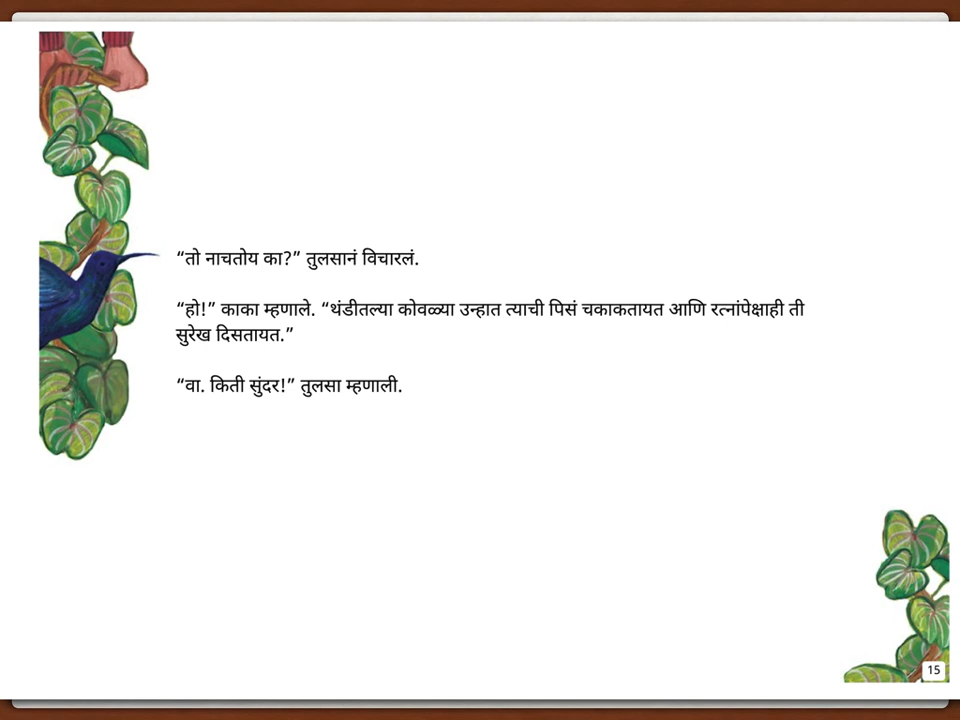 “तो नाचतोय का?” तुलसानं विचारलं.
“हो!” काका म्हणाले. “थंडीतल्या कोवळ्या उन्हात त्याची पिसं चकाकतायत आणि रत्नांपेक्षाही ती
सुरेख दिसतायत.”
“वा. किती सुंदर!” तुलसा म्हणाली.
15